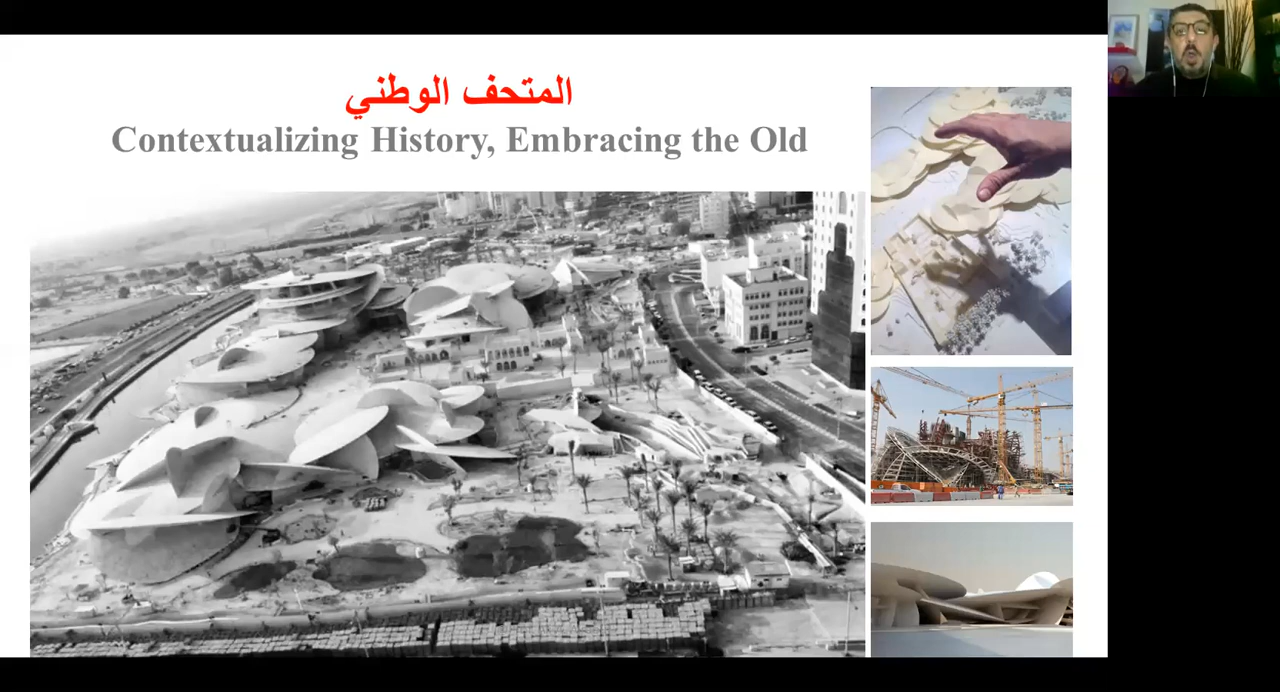 المتحف الوطني
Contextualizing History, Embracing the Old